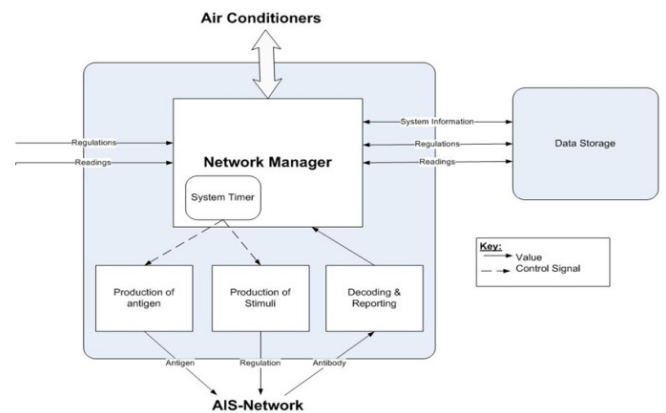 Air Conditioners
System Information
Regulations
Regulations
Data Storage
Readings
Network Manager
Readings
System Timer
Key:
Value
Control Signal
Production of
antigen
Production of
Stimuli
Decoding &
Reporting
Antigen
Regulation
Antibody
AIS-Network